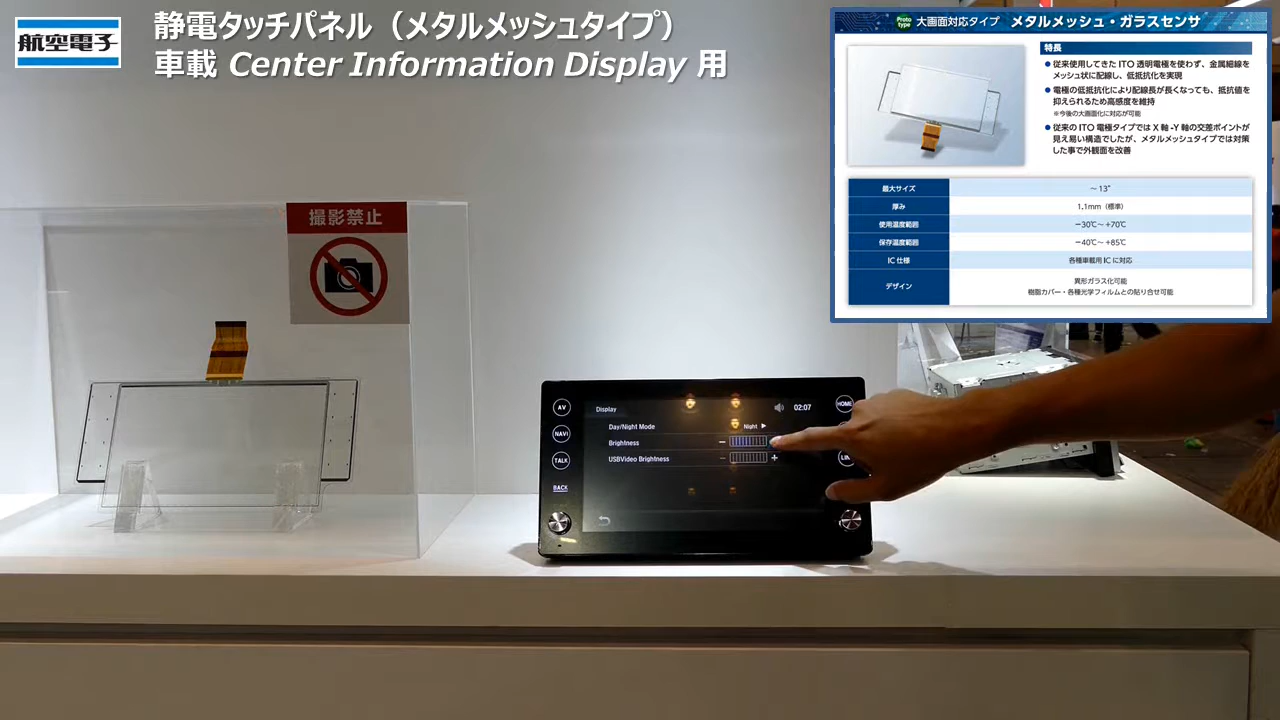 航空電子
静電タッチパネル（メタルメッシュタイプ）
車載 Center Information Display 用
Proto type 大画面対応タイプ メタルメッシュ・ガラスセンサ
特長
●従来使用してきた ITO 透明電極を使わず、金属細線を
メッシュ状に配線し、低抵抗化を実現
●電極の低抵抗化により配線長が長くなっても、抵抗値を
抑えられるため高感度を維持
※今後の大画面化に対応が可能
●従来の ITO 電極タイプでは X 軸-Y 軸の交差ポイントが
見え易い構造でしたが、メタルメッシュタイプでは対策
した事で外観面を改善
最大サイズ ～13"
厚み 1.1mm（標準）
使用温度範囲 －30℃～＋70℃
保存温度範囲 －40℃～＋85℃
IC 仕様 各種車載用 IC に対応
デザイン 異形ガラス化可能
樹脂カバー・各種光学フィルムとの貼り合せ可能
撮影禁止
AV
NAVI
TALK
BACK
Display
02:07
Day/Night Mode Night
Brightness
USBVideo Brightness
HOME